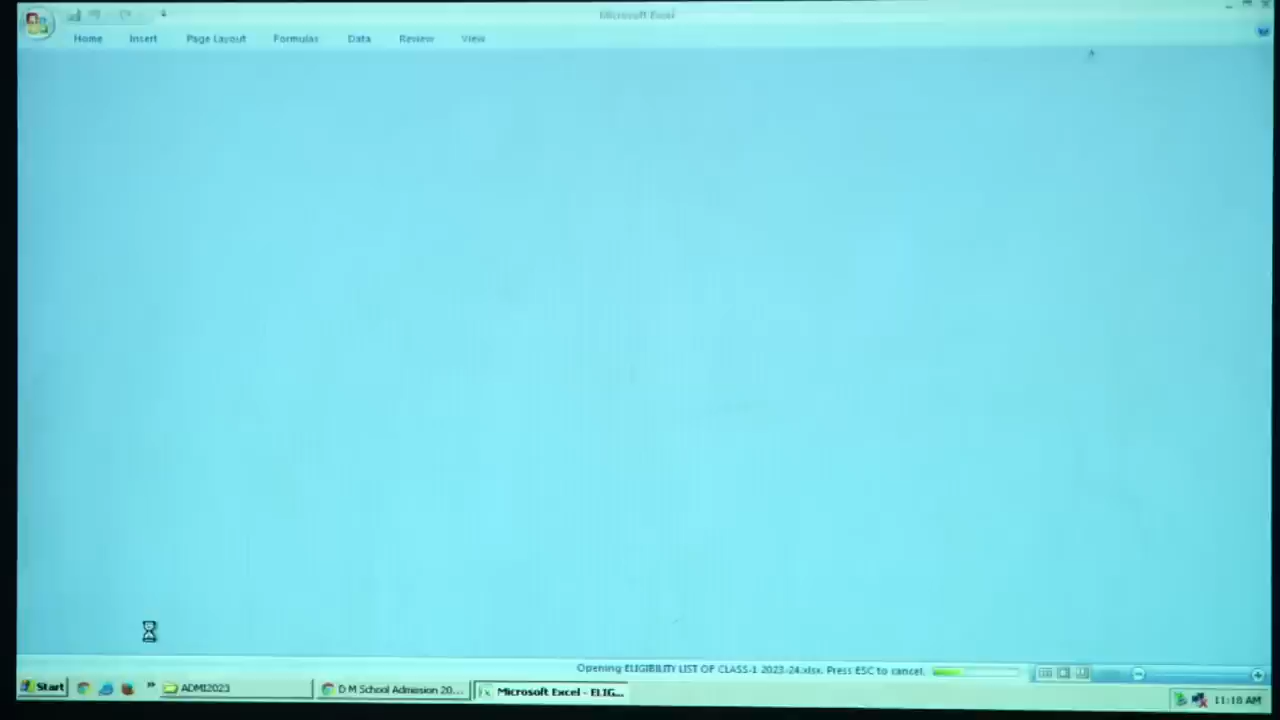 Microsoft Excel
Home Insert Page Layout Formulas Data Review View
Opening ELIGIBILITY LIST OF CLASS-1 2023-24.xlsx. Press ESC to cancel.
Start » ADMI2023 D M School Admission 20... Microsoft Excel - ELIG... 11:18 AM